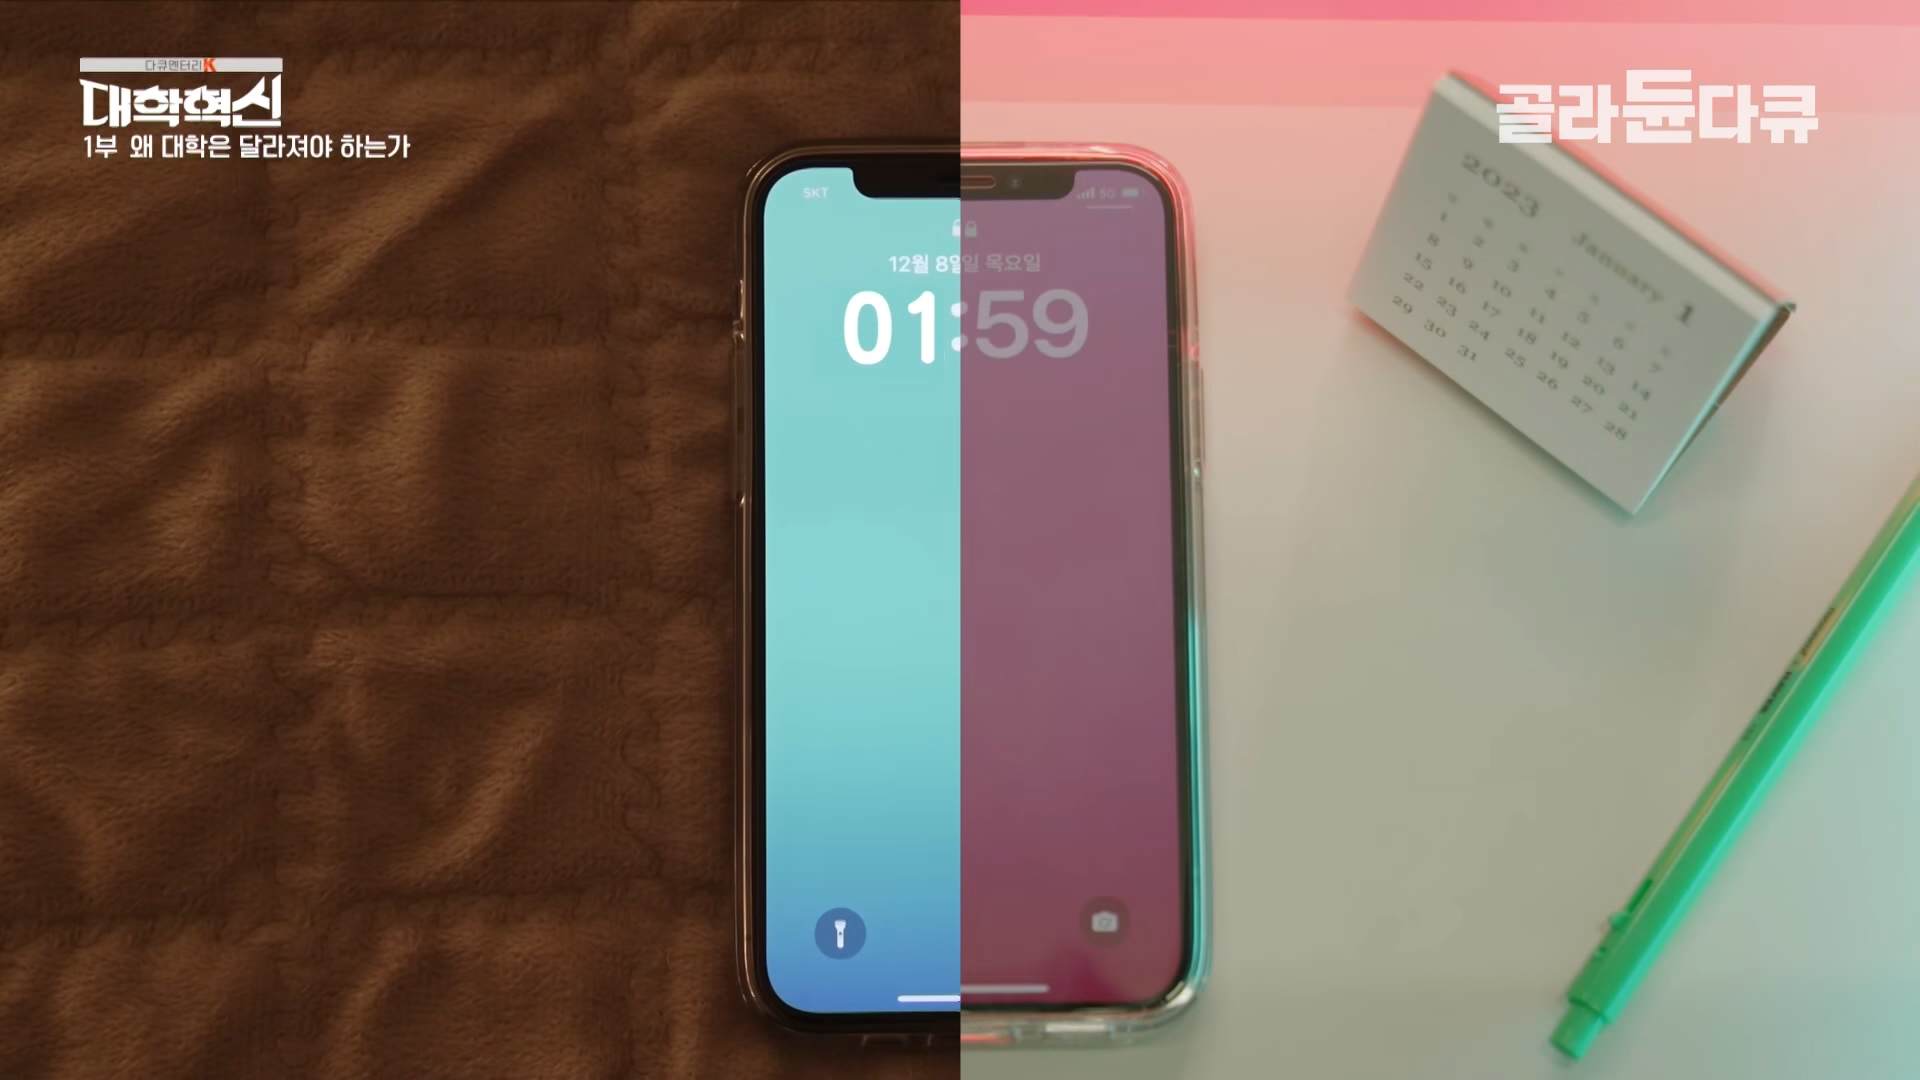 다큐멘터리K
대학혁신
1부 왜 대학은 달라져야 하는가
골라듄다큐
SKT
5G
12월 8일일 목요일
01:59
2023
January 1
1 2 3 4 5 6 7
8 9 10 11 12 13 14
15 16 17 18 19 20 21
22 23 24 25 26 27 28
29 30 31